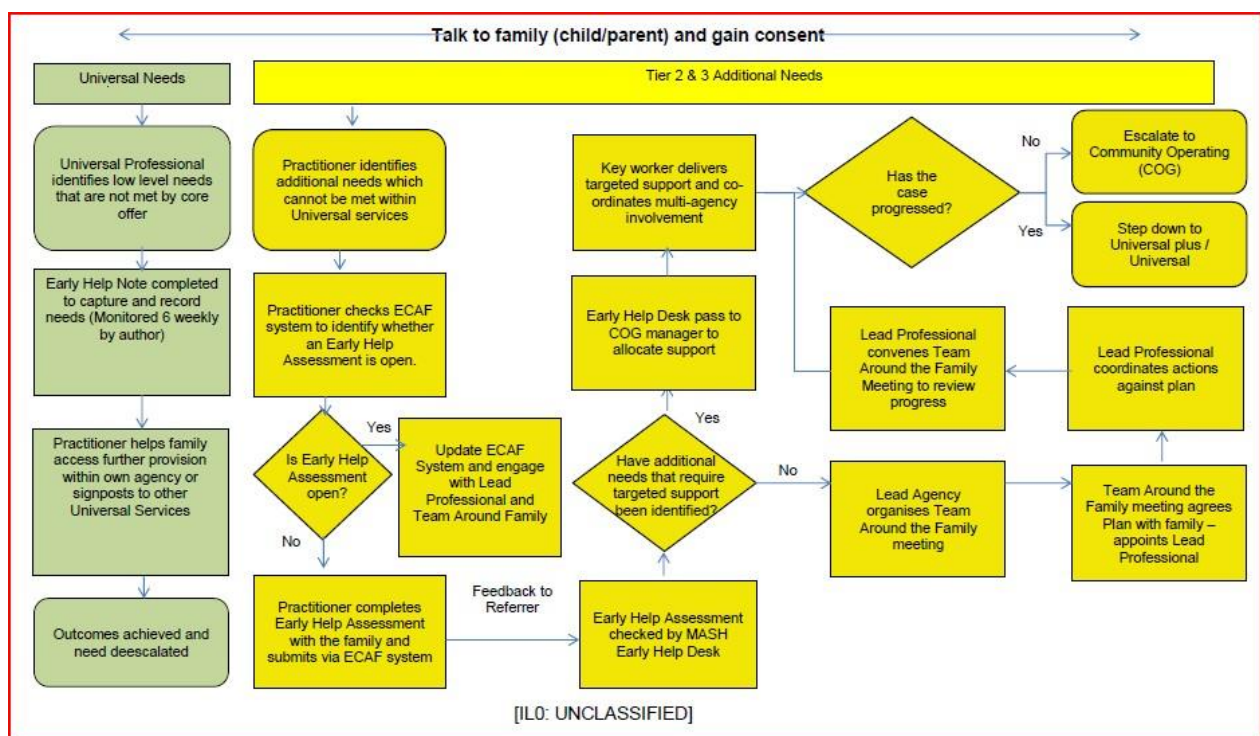 Talk to family (child/parent) and gain consent
Universal Needs
Tier 2 & 3 Additional Needs
Universal Professional
identifies low level needs
that are not met by core
offer
Early Help Note completed
to capture and record
needs (Monitored 6 weekly
by author)
Practitioner helps family
access further provision
within own agency or
signposts to other
Universal Services
Outcomes achieved and
need deescalated
Practitioner identifies
additional needs which
cannot be met within
Universal services
Practitioner checks ECAF
system to identify whether
an Early Help
Assessment is open.
Is Early Help
Assessment
open?
Yes
No
Update ECAF
System and engage
with Lead
Professional and
Team Around Family
Practitioner completes
Early Help Assessment
with the family and
submits via ECAF system
Feedback to
Referrer
Early Help Assessment
checked by MASH
Early Help Desk
Have additional
needs that require
targeted support
been identified?
Yes
No
Early Help Desk pass to
COG manager to
allocate support
Key worker delivers
targeted support and co-
ordinates multi-agency
involvement
Lead Agency
organises Team
Around the Family
meeting
Team Around the
Family meeting agrees
Plan with family –
appoints Lead
Professional
Lead Professional
coordinates actions
against plan
Lead Professional
convenes Team
Around the Family
Meeting to review
progress
Has the
case
progressed?
No
Yes
Escalate to
Community Operating
(COG)
Step down to
Universal plus /
Universal
[IL0: UNCLASSIFIED]